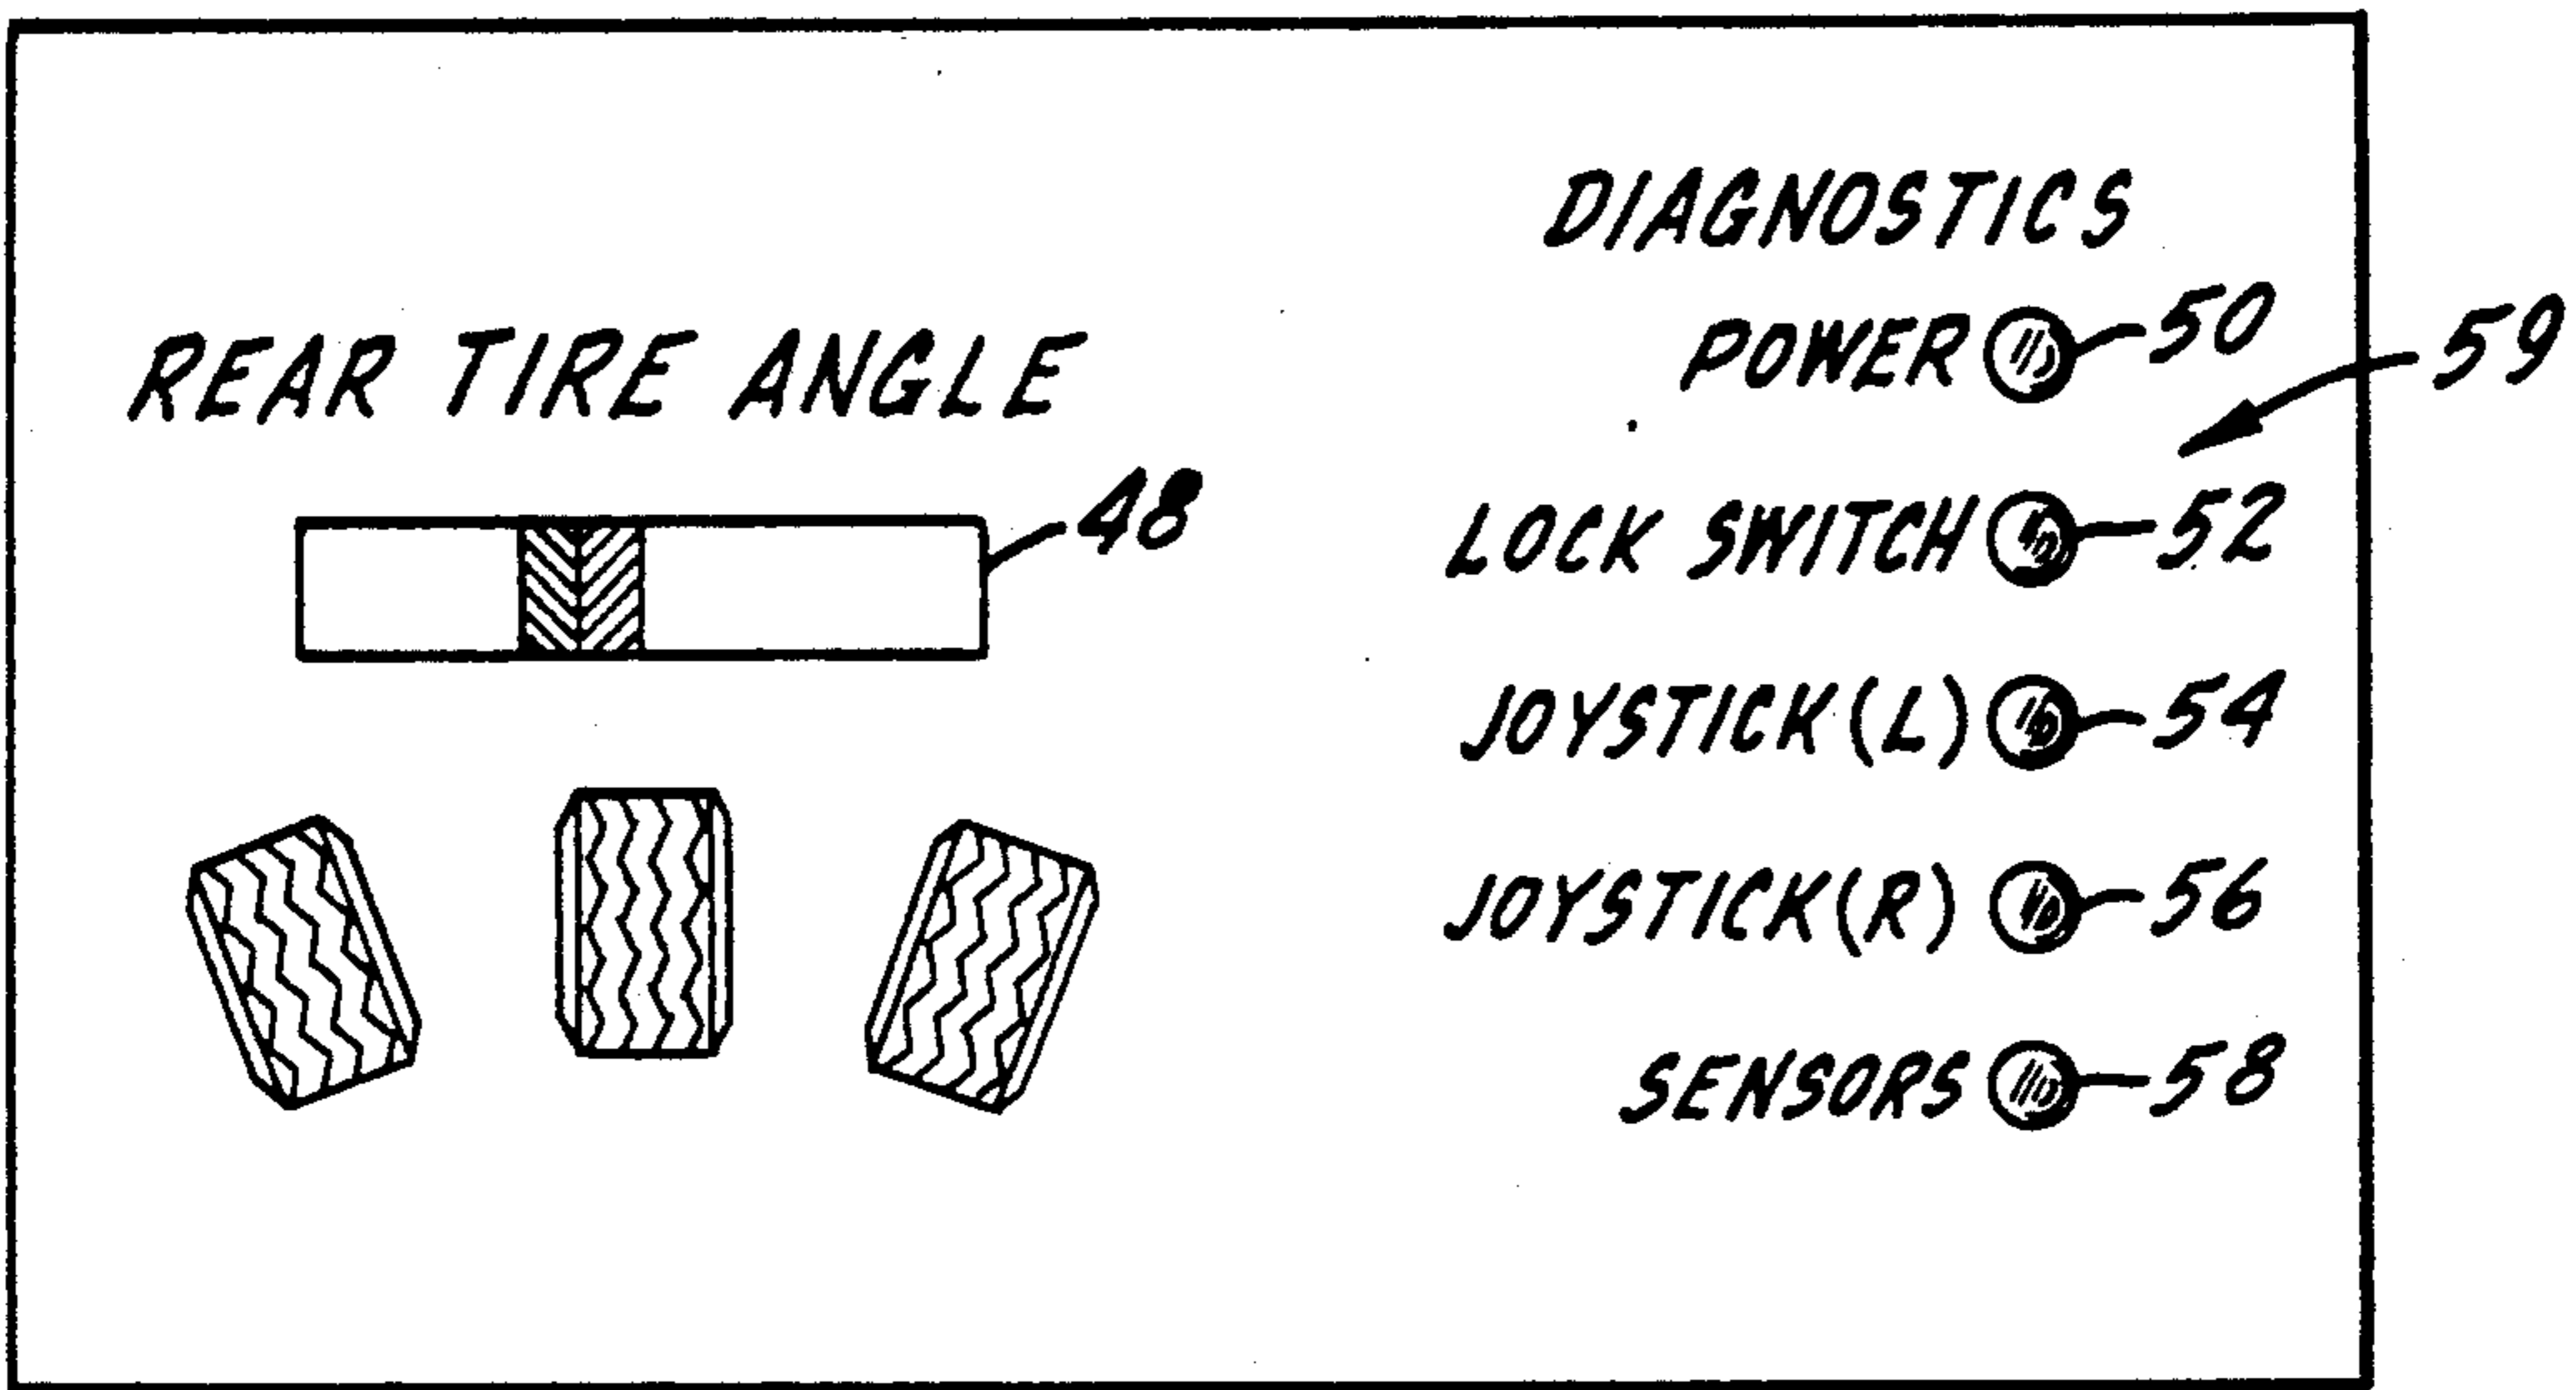 REAR TIRE ANGLE
48
DIAGNOSTICS
POWER 50
59
LOCK SWITCH 52
JOYSTICK(L) 54
JOYSTICK(R) 56
SENSORS 58